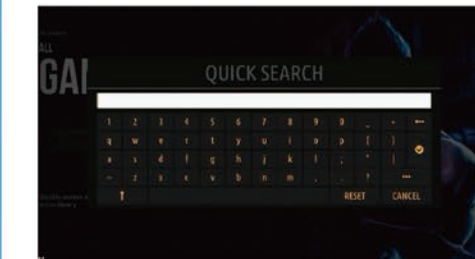 ALL
GA
QUICK SEARCH
1 2 3 4 5 6 7 8 9 0 _ -
q w e r t y u i o p [ ]
a s d f g h j k l ; "
~ z x c v b n m , . ? ...
RESET CANCEL